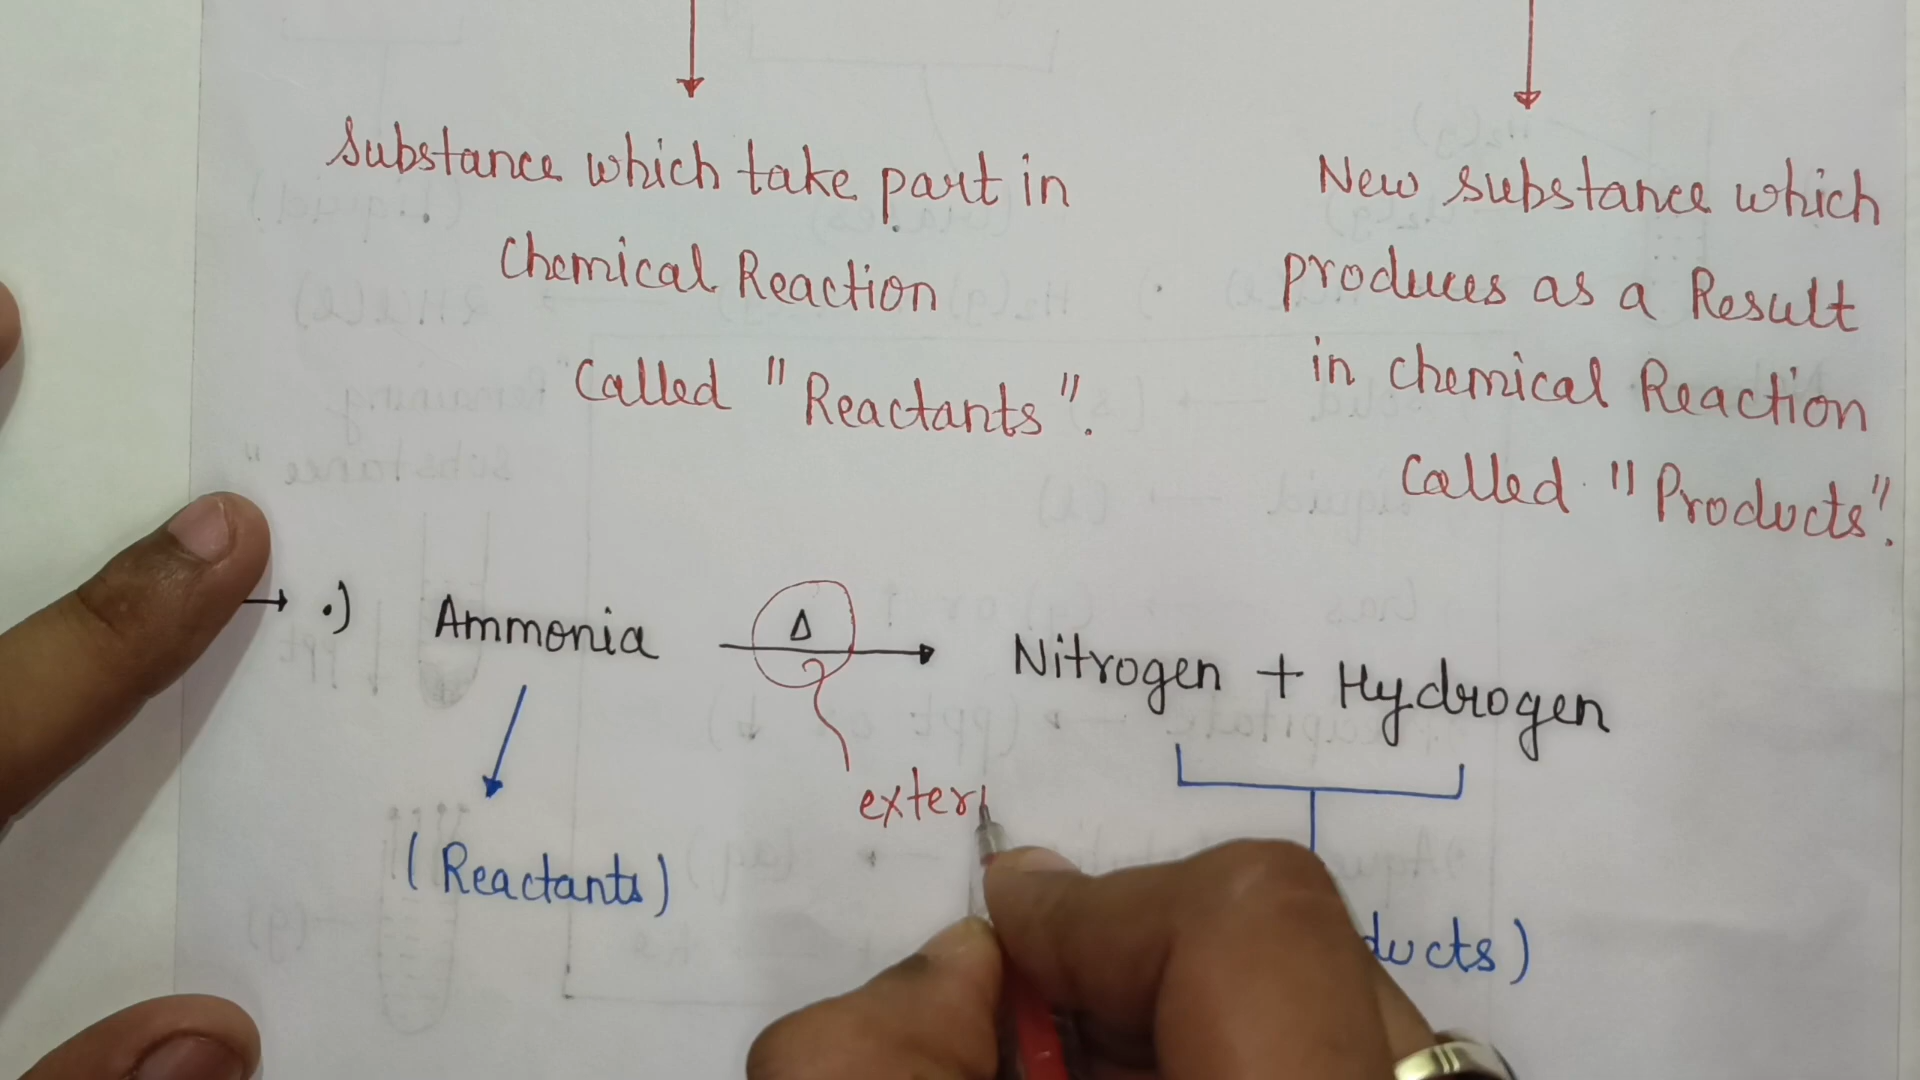 Substance which take part in
Chemical Reaction
Called "Reactants".
New substance which
produces as a Result
in chemical Reaction
Called "Products".
→ •) Ammonia Δ → Nitrogen + Hydrogen
exter
(Reactants)
ducts)